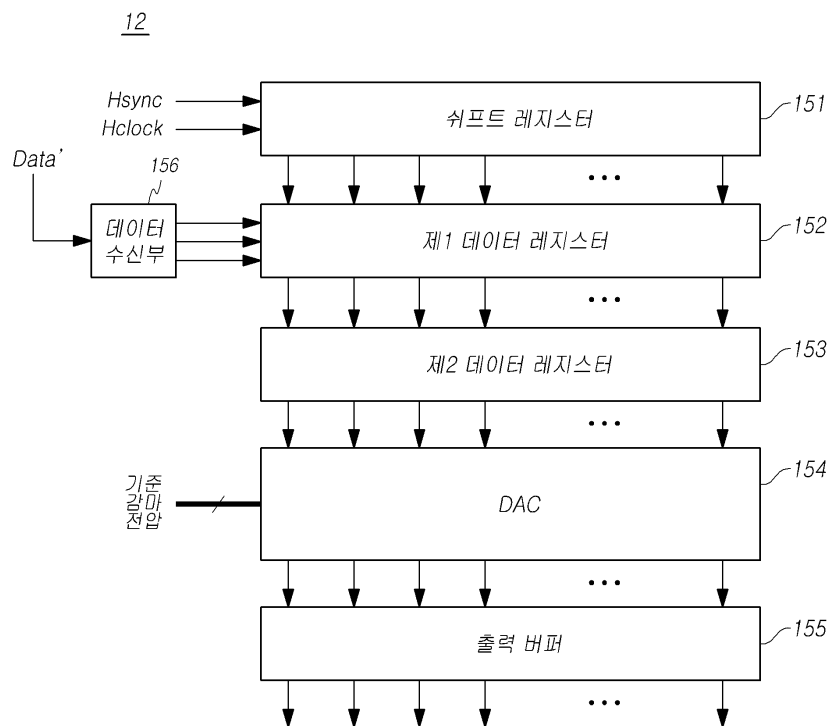 12
Hsync
Hclock
쉬프트 레지스터
151
Data'
156
데이터
수신부
제1 데이터 레지스터
152
제2 데이터 레지스터
153
기준
감마
전압
DAC
154
출력 버퍼
155